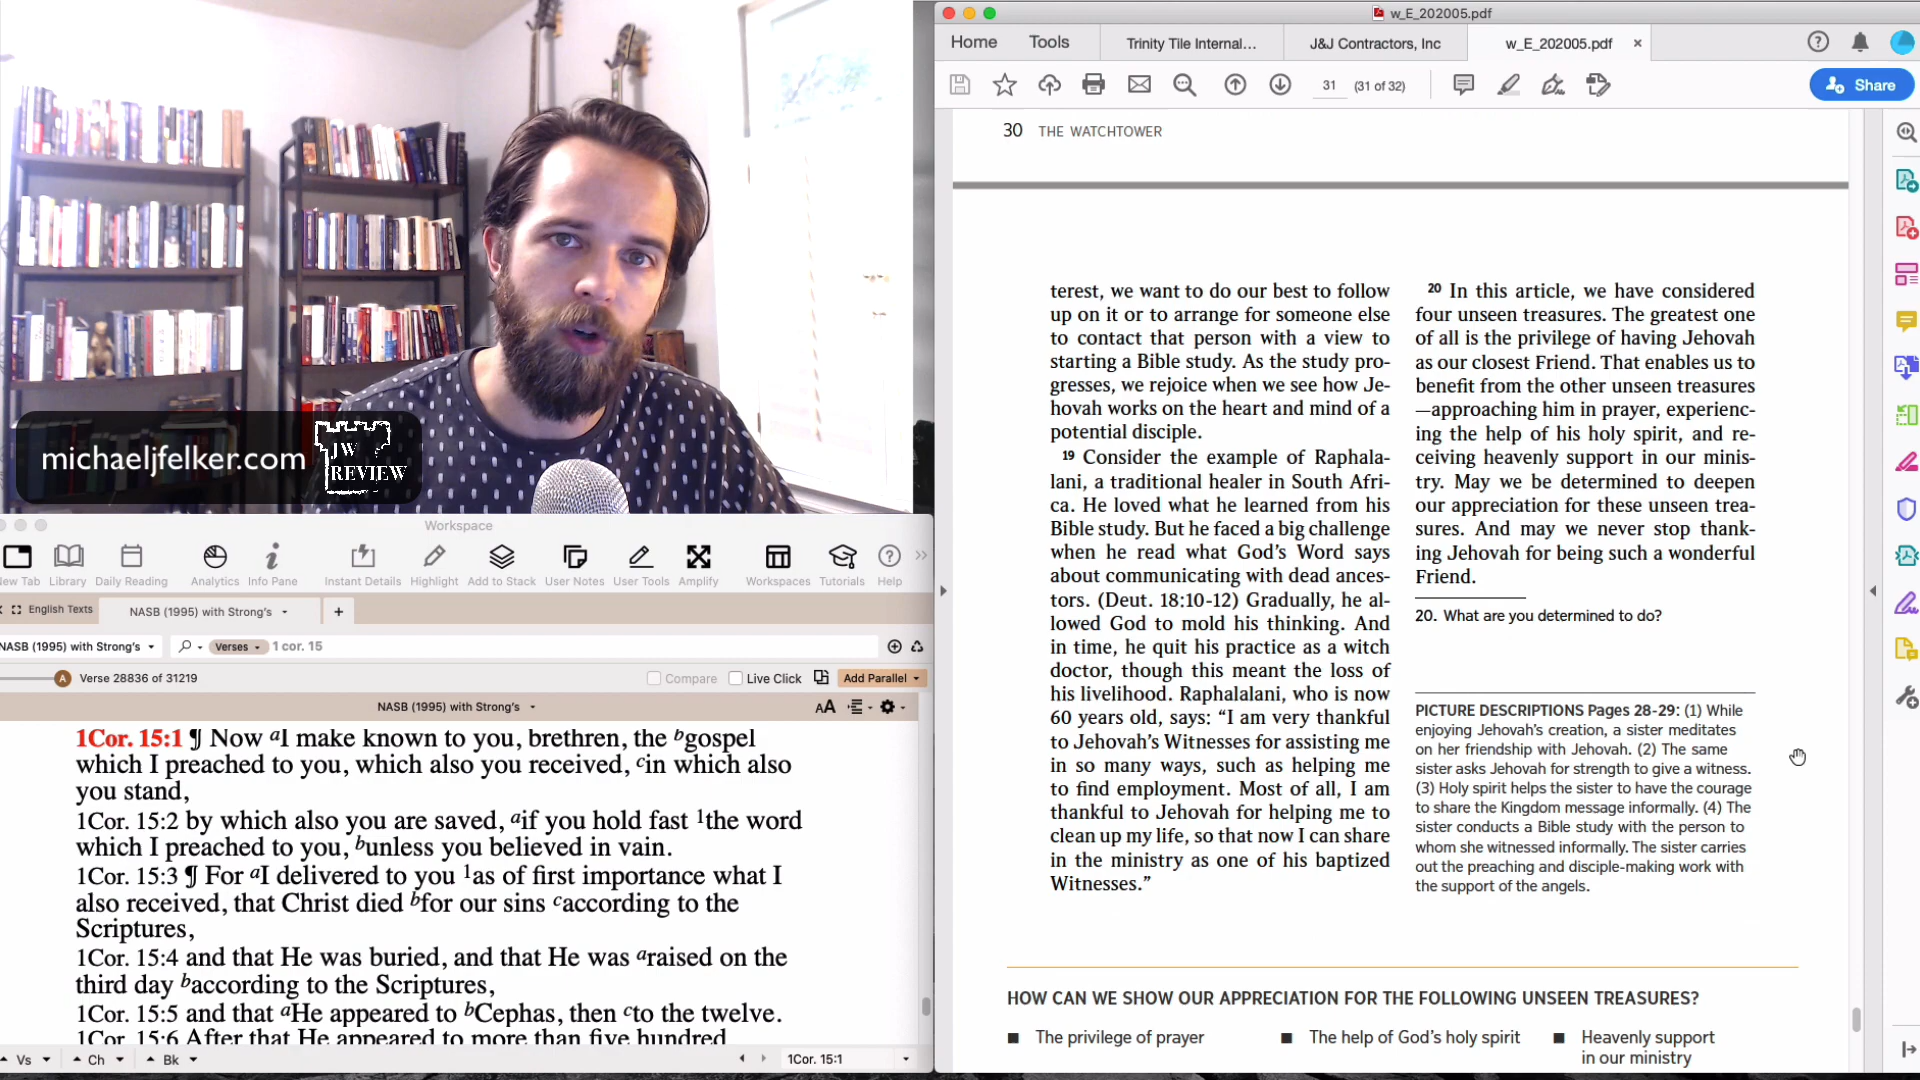 michaeljfelker.com
JW
REVIEW
Workspace
New Tab
Library
Daily Reading
Analytics
Info Pane
Instant Details
Highlight
Add to Stack
User Notes
User Tools
Amplify
Workspaces
Tutorials
Help
English Texts
NASB (1995) with Strong's
NASB (1995) with Strong's
Verses
1 cor. 15
A
Verse 28836 of 31219
Compare
Live Click
Add Parallel
NASB (1995) with Strong's
AA
1Cor. 15:1 ¶ Now aI make known to you, brethren, the bgospel
which I preached to you, which also you received, cin which also
you stand,
1Cor. 15:2 by which also you are saved, aif you hold fast 1the word
which I preached to you, bunless you believed in vain.
1Cor. 15:3 ¶ For aI delivered to you 1as of first importance what I
also received, that Christ died bfor our sins caccording to the
Scriptures,
1Cor. 15:4 and that He was buried, and that He was araised on the
third day baccording to the Scriptures,
1Cor. 15:5 and that aHe appeared to bCephas, then cto the twelve.
1Cor. 15:6 After that He appeared to more than five hundred
Vs
Ch
Bk
1Cor. 15:1
w_E_202005.pdf
Home
Tools
Trinity Tile Internal...
J&J Contractors, Inc
w_E_202005.pdf
31
(31 of 32)
Share
30 THE WATCHTOWER
terest, we want to do our best to follow
up on it or to arrange for someone else
to contact that person with a view to
starting a Bible study. As the study pro-
gresses, we rejoice when we see how Je-
hovah works on the heart and mind of a
potential disciple.
19 Consider the example of Raphala-
lani, a traditional healer in South Afri-
ca. He loved what he learned from his
Bible study. But he faced a big challenge
when he read what God's Word says
about communicating with dead ances-
tors. (Deut. 18:10-12) Gradually, he al-
lowed God to mold his thinking. And
in time, he quit his practice as a witch
doctor, though this meant the loss of
his livelihood. Raphalalani, who is now
60 years old, says: “I am very thankful
to Jehovah's Witnesses for assisting me
in so many ways, such as helping me
to find employment. Most of all, I am
thankful to Jehovah for helping me to
clean up my life, so that now I can share
in the ministry as one of his baptized
Witnesses.”
20 In this article, we have considered
four unseen treasures. The greatest one
of all is the privilege of having Jehovah
as our closest Friend. That enables us to
benefit from the other unseen treasures
—approaching him in prayer, experienc-
ing the help of his holy spirit, and re-
ceiving heavenly support in our minis-
try. May we be determined to deepen
our appreciation for these unseen trea-
sures. And may we never stop thank-
ing Jehovah for being such a wonderful
Friend.
20. What are you determined to do?
PICTURE DESCRIPTIONS Pages 28-29: (1) While
enjoying Jehovah's creation, a sister meditates
on her friendship with Jehovah. (2) The same
sister asks Jehovah for strength to give a witness.
(3) Holy spirit helps the sister to have the courage
to share the Kingdom message informally. (4) The
sister conducts a Bible study with the person to
whom she witnessed informally. The sister carries
out the preaching and disciple-making work with
the support of the angels.
HOW CAN WE SHOW OUR APPRECIATION FOR THE FOLLOWING UNSEEN TREASURES?
■ The privilege of prayer
■ The help of God's holy spirit
■ Heavenly support
in our ministry